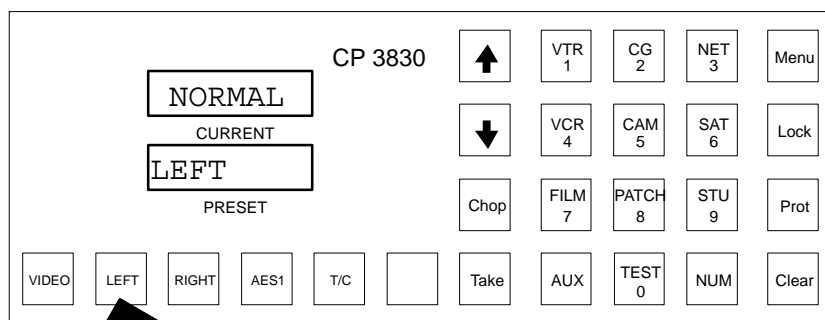 CP 3830
NORMAL
CURRENT
LEFT
PRESET
VTR
1
CG
2
NET
3
Menu
VCR
4
CAM
5
SAT
6
Lock
Chop
FILM
7
PATCH
8
STU
9
Prot
VIDEO
LEFT
RIGHT
AES1
T/C
Take
AUX
TEST
0
NUM
Clear